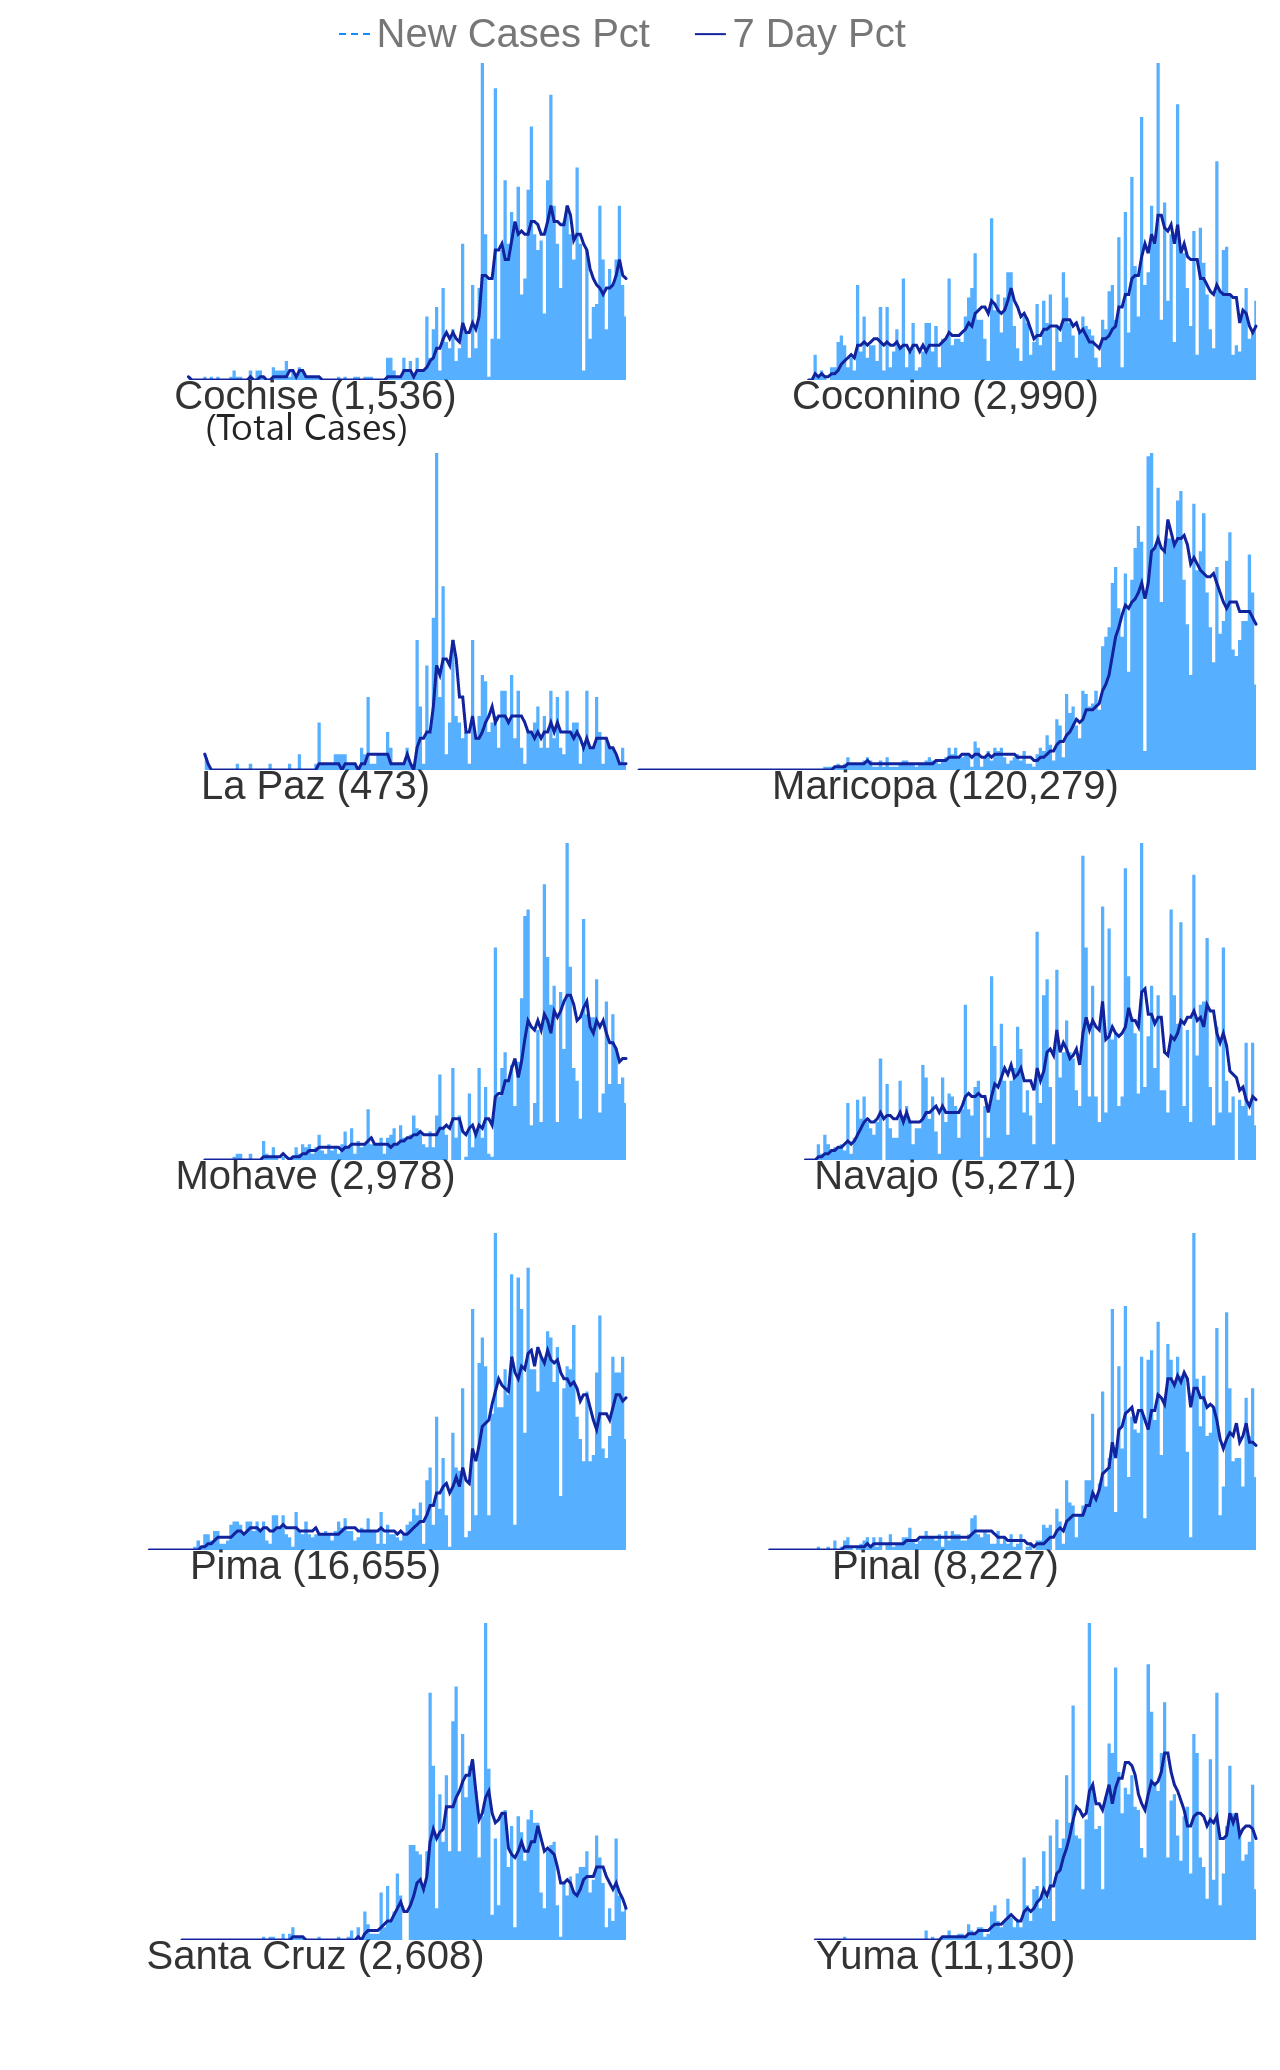 New Cases Pct 7 Day Pct
Cochise (1,536) Coconino (2,990)
(Total Cases)
La Paz (473) Maricopa (120,279)
Mohave (2,978) Navajo (5,271)
Pima (16,655) Pinal (8,227)
Santa Cruz (2,608) Yuma (11,130)